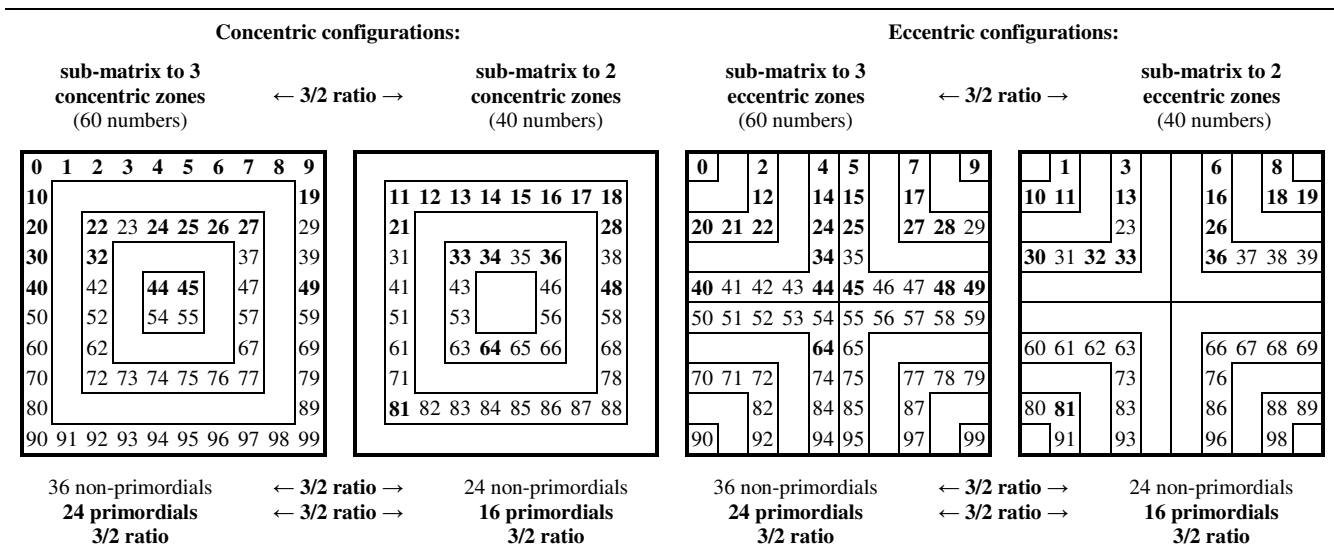 Concentric configurations:
sub-matrix to 3
concentric zones
(60 numbers)
← 3/2 ratio →
sub-matrix to 2
concentric zones
(40 numbers)
0 1 2 3 4 5 6 7 8 9
10 19
20 22 23 24 25 26 27 29
30 32 37 39
40 42 44 45 47 49
50 52 54 55 57 59
60 62 67 69
70 72 73 74 75 76 77 79
80 89
90 91 92 93 94 95 96 97 98 99
11 12 13 14 15 16 17 18
21 28
31 33 34 35 36 38
41 43 46 48
51 53 56 58
61 63 64 65 66 68
71 78
81 82 83 84 85 86 87 88
36 non-primordials ← 3/2 ratio → 24 non-primordials
24 primordials ← 3/2 ratio → 16 primordials
3/2 ratio 3/2 ratio
Eccentric configurations:
sub-matrix to 3
eccentric zones
(60 numbers)
← 3/2 ratio →
sub-matrix to 2
eccentric zones
(40 numbers)
0 2 4 5 7 9
12 14 15 17
20 21 22 24 25 27 28 29
34 35
40 41 42 43 44 45 46 47 48 49
50 51 52 53 54 55 56 57 58 59
64 65
70 71 72 74 75 77 78 79
82 84 85 87
90 92 94 95 97 99
1 3 6 8
10 11 13 16 18 19
23 26
30 31 32 33 36 37 38 39
60 61 62 63 66 67 68 69
73 76
80 81 83 86 88 89
91 93 96 98
36 non-primordials ← 3/2 ratio → 24 non-primordials
24 primordials ← 3/2 ratio → 16 primordials
3/2 ratio 3/2 ratio